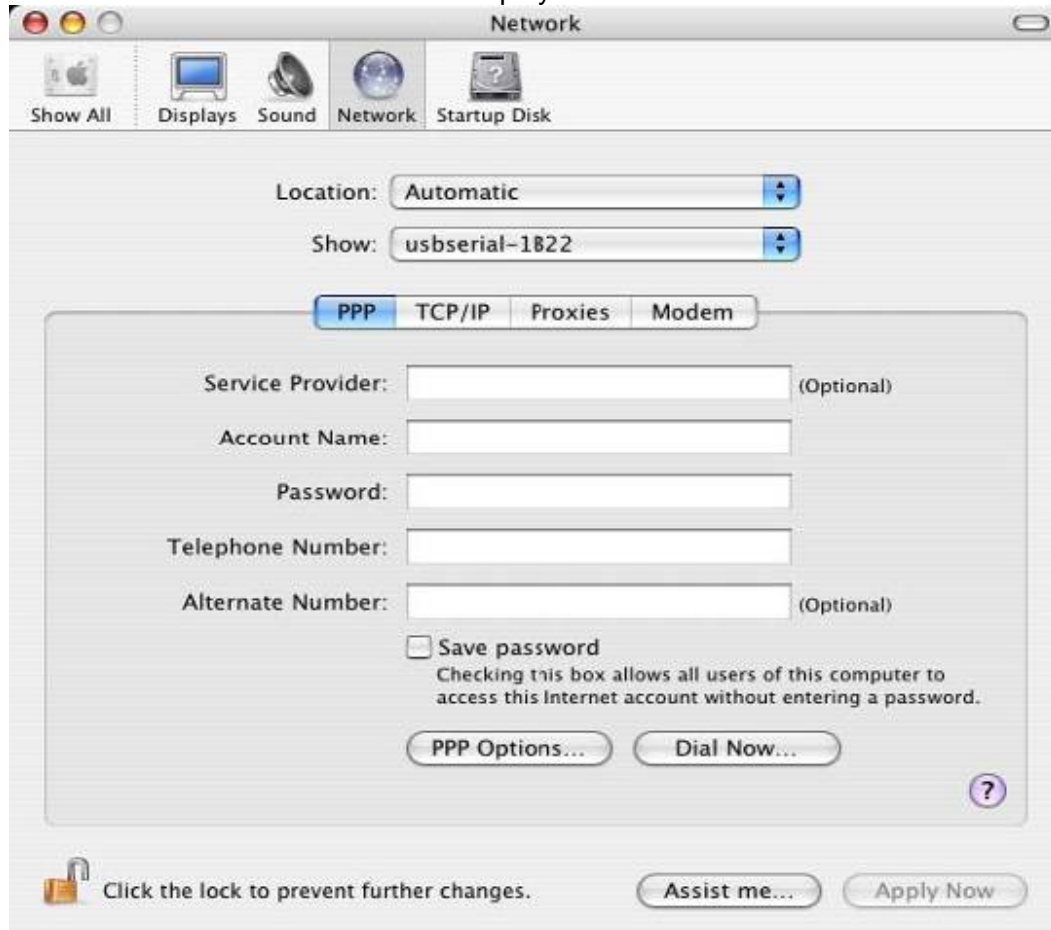 Network
Show All Displays Sound Network Startup Disk
Location: Automatic
Show: usbserial-1B22
PPP TCP/IP Proxies Modem
Service Provider: (Optional)
Account Name:
Password:
Telephone Number:
Alternate Number: (Optional)
Save password
Checking this box allows all users of this computer to
access this Internet account without entering a password.
PPP Options... Dial Now...
?
Click the lock to prevent further changes. Assist me... Apply Now